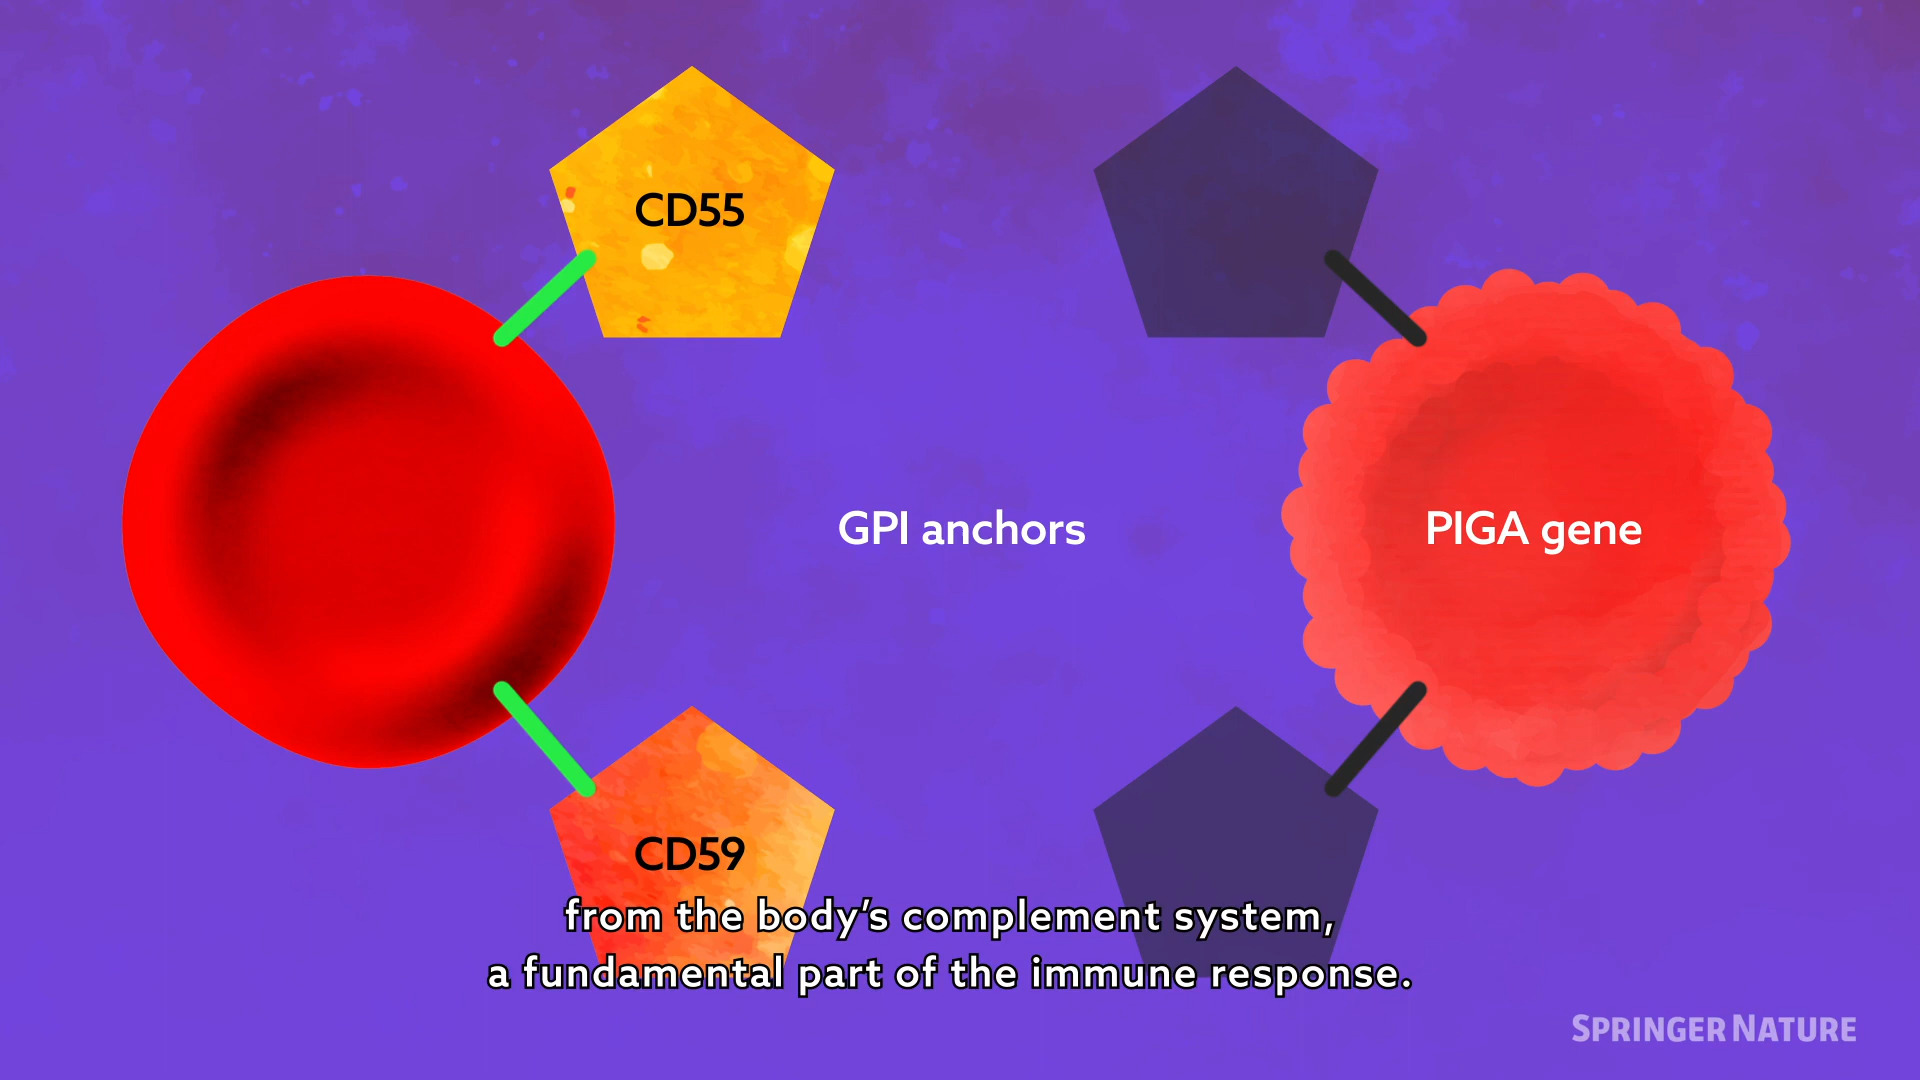 CD55
GPI anchors
PIGA gene
CD59
from the body’s complement system,
a fundamental part of the immune response.
SPRINGER NATURE